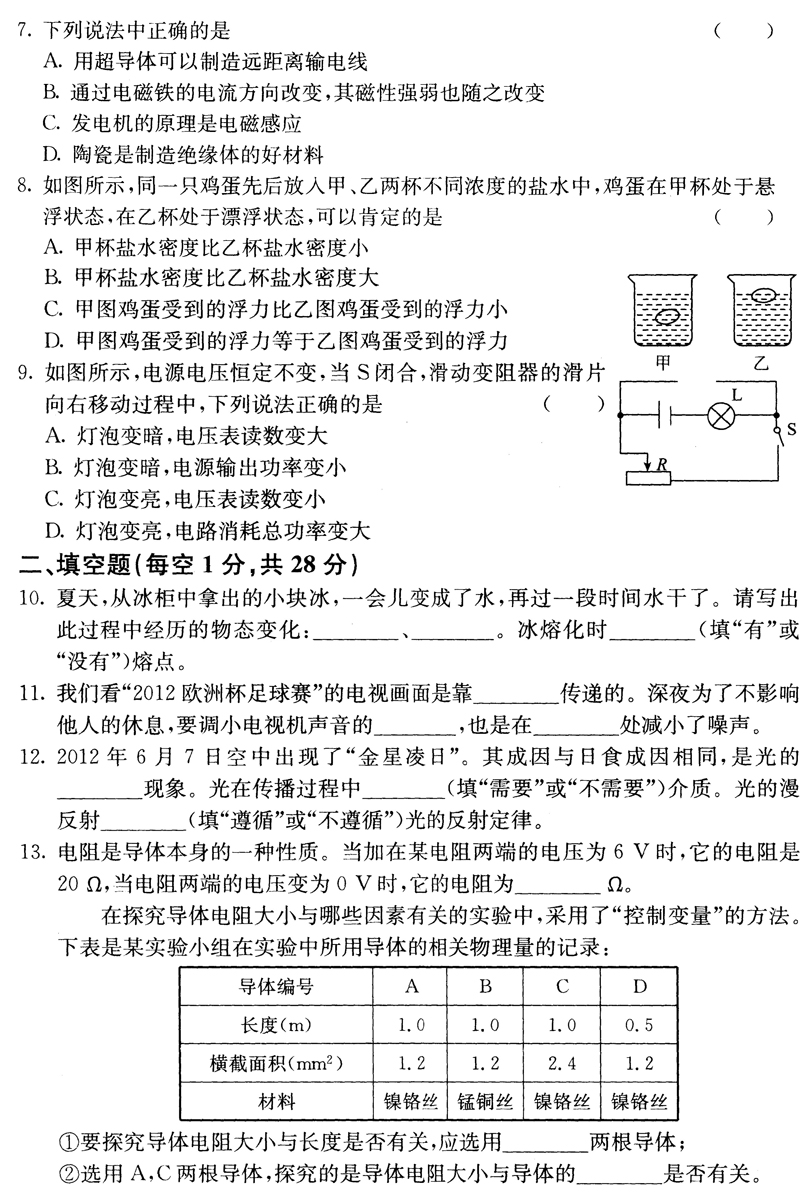 7. 下列说法中正确的是 （ ）
A. 用超导体可以制造远距离输电线
B. 通过电磁铁的电流方向改变,其磁性强弱也随之改变
C. 发电机的原理是电磁感应
D. 陶瓷是制造绝缘体的好材料
8. 如图所示,同一只鸡蛋先后放入甲、乙两杯不同浓度的盐水中,鸡蛋在甲杯处于悬
浮状态,在乙杯处于漂浮状态,可以肯定的是 （ ）
A. 甲杯盐水密度比乙杯盐水密度小
B. 甲杯盐水密度比乙杯盐水密度大
C. 甲图鸡蛋受到的浮力比乙图鸡蛋受到的浮力小
D. 甲图鸡蛋受到的浮力等于乙图鸡蛋受到的浮力
甲 乙
9. 如图所示,电源电压恒定不变,当 S 闭合,滑动变阻器的滑片
向右移动过程中,下列说法正确的是 （ ）
A. 灯泡变暗,电压表读数变大
B. 灯泡变暗,电源输出功率变小
C. 灯泡变亮,电压表读数变小
D. 灯泡变亮,电路消耗总功率变大
L
S
R
二、填空题(每空 1 分,共 28 分)
10. 夏天,从冰柜中拿出的小块冰,一会儿变成了水,再过一段时间水干了。请写出
此过程中经历的物态变化:________、________。冰熔化时________(填“有”或
“没有”)熔点。
11. 我们看“2012 欧洲杯足球赛”的电视画面是靠________传递的。深夜为了不影响
他人的休息,要调小电视机声音的________,也是在________处减小了噪声。
12. 2012 年 6 月 7 日空中出现了“金星凌日”。其成因与日食成因相同,是光的
________现象。光在传播过程中________(填“需要”或“不需要”)介质。光的漫
反射________(填“遵循”或“不遵循”)光的反射定律。
13. 电阻是导体本身的一种性质。当加在某电阻两端的电压为 6 V 时,它的电阻是
20 Ω,当电阻两端的电压变为 0 V 时,它的电阻为________ Ω。
在探究导体电阻大小与哪些因素有关的实验中,采用了“控制变量”的方法。
下表是某实验小组在实验中所用导体的相关物理量的记录:
导体编号 A B C D
长度(m) 1.0 1.0 1.0 0.5
横截面积(mm²) 1.2 1.2 2.4 1.2
材料 镍铬丝 锰铜丝 镍铬丝 镍铬丝
①要探究导体电阻大小与长度是否有关,应选用________两根导体;
②选用 A,C 两根导体,探究的是导体电阻大小与导体的________是否有关。